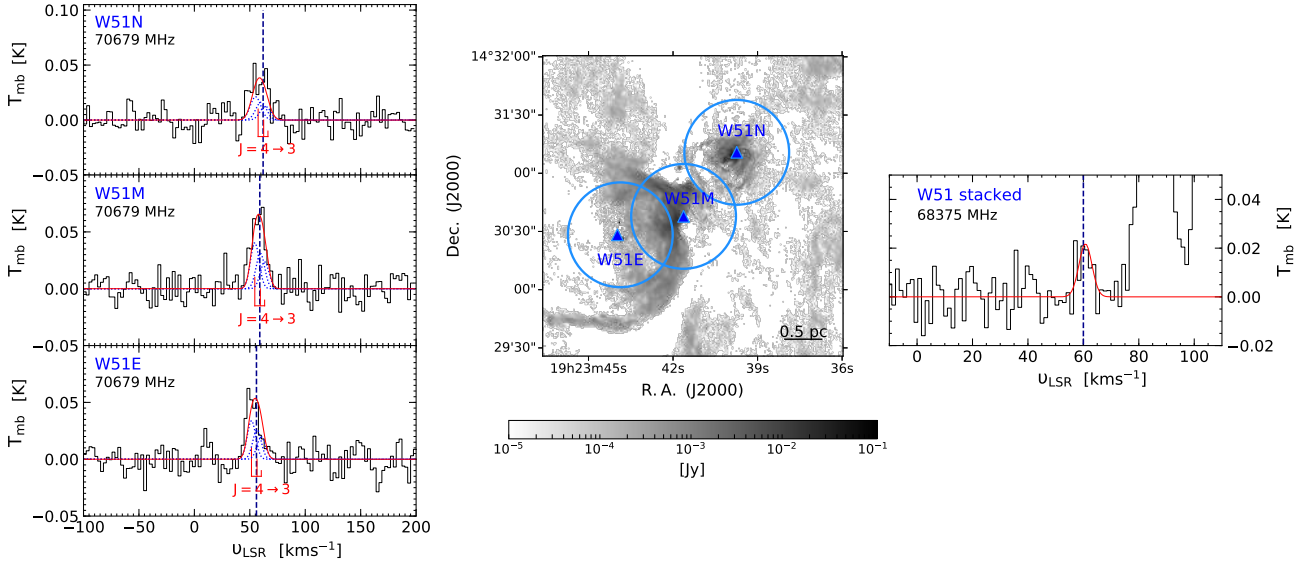 W51N
70679 MHz
J = 4 → 3
0.10
0.05
0.00
−0.05
T_mb [K]
W51M
70679 MHz
J = 4 → 3
0.05
0.00
−0.05
T_mb [K]
W51E
70679 MHz
J = 4 → 3
0.05
0.00
−0.05
T_mb [K]
−100 −50 0 50 100 150 200
υ_LSR [kms⁻¹]
14°32'00"
31'30"
00"
30'30"
00"
29'30"
Dec. (J2000)
W51N
W51M
W51E
0.5 pc
19h23m45s 42s 39s 36s
R.A. (J2000)
10⁻⁵ 10⁻⁴ 10⁻³ 10⁻² 10⁻¹
[Jy]
W51 stacked
68375 MHz
0.04
0.02
0.00
−0.02
T_mb [K]
0 20 40 60 80 100
υ_LSR [kms⁻¹]